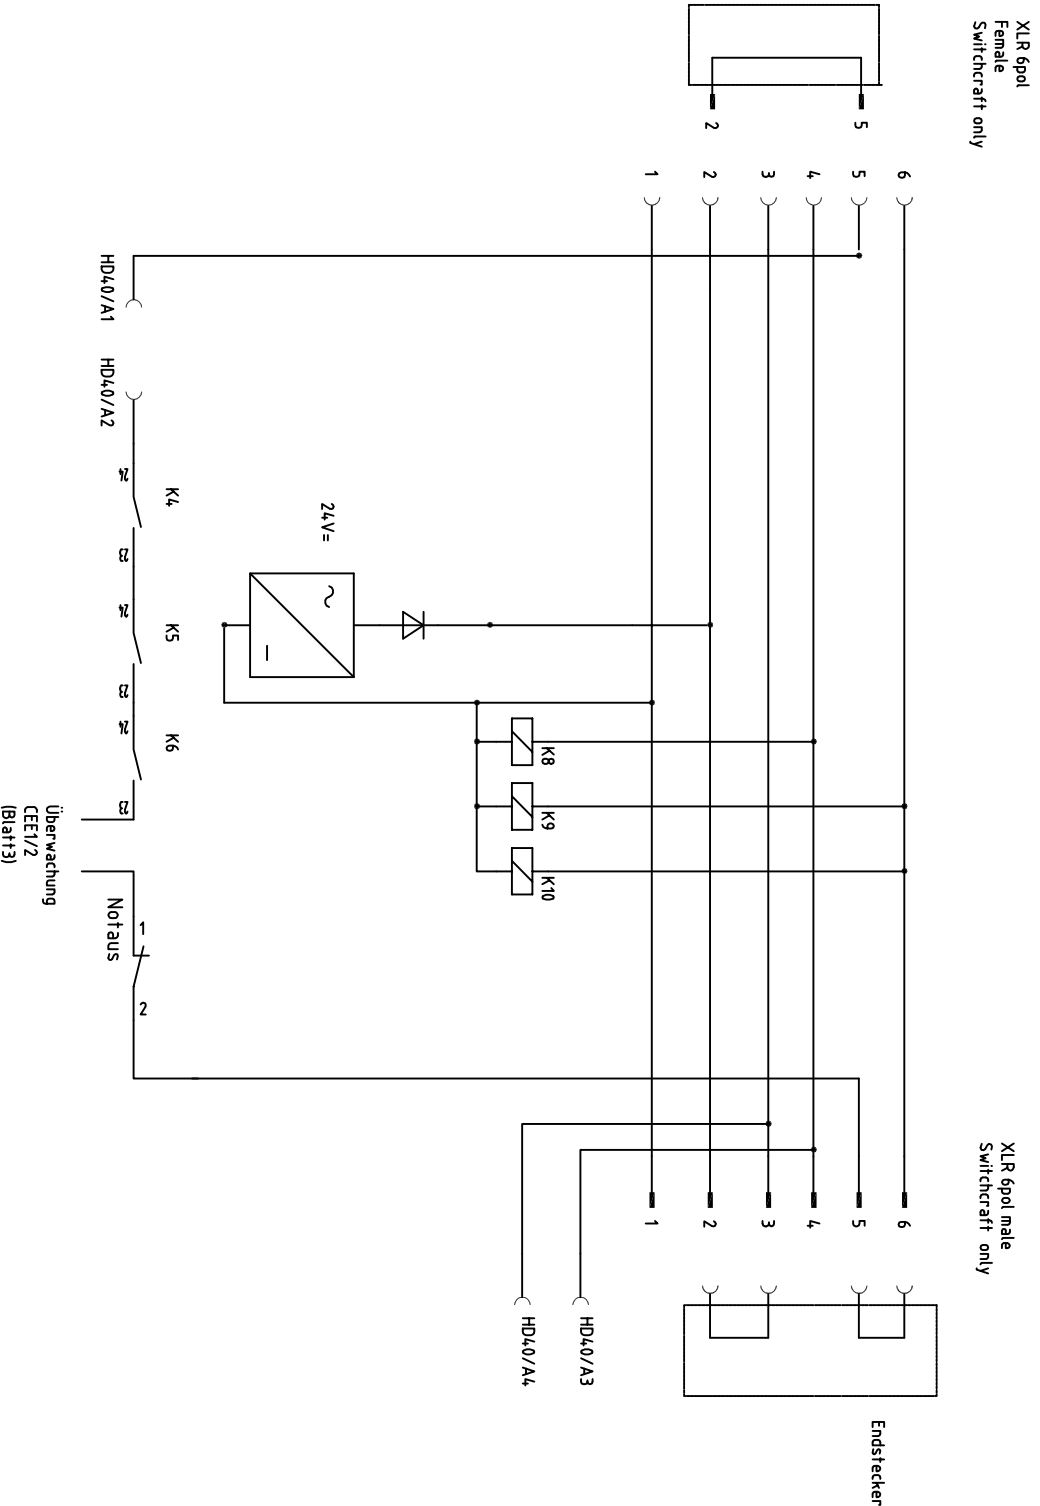 XLR 6pol
Female
Switchcraft only
5
2
6
5
4
3
2
1
HD40/A1
HD40/A2
24
K4
23
24
K5
23
24
K6
23
24V=
~
K8
K9
K10
Überwachung
CEE1/2
(Blatt3)
Notaus
1
2
XLR 6pol male
Switchcraft only
6
5
4
3
2
1
HD40/A3
HD40/A4
Endstecker